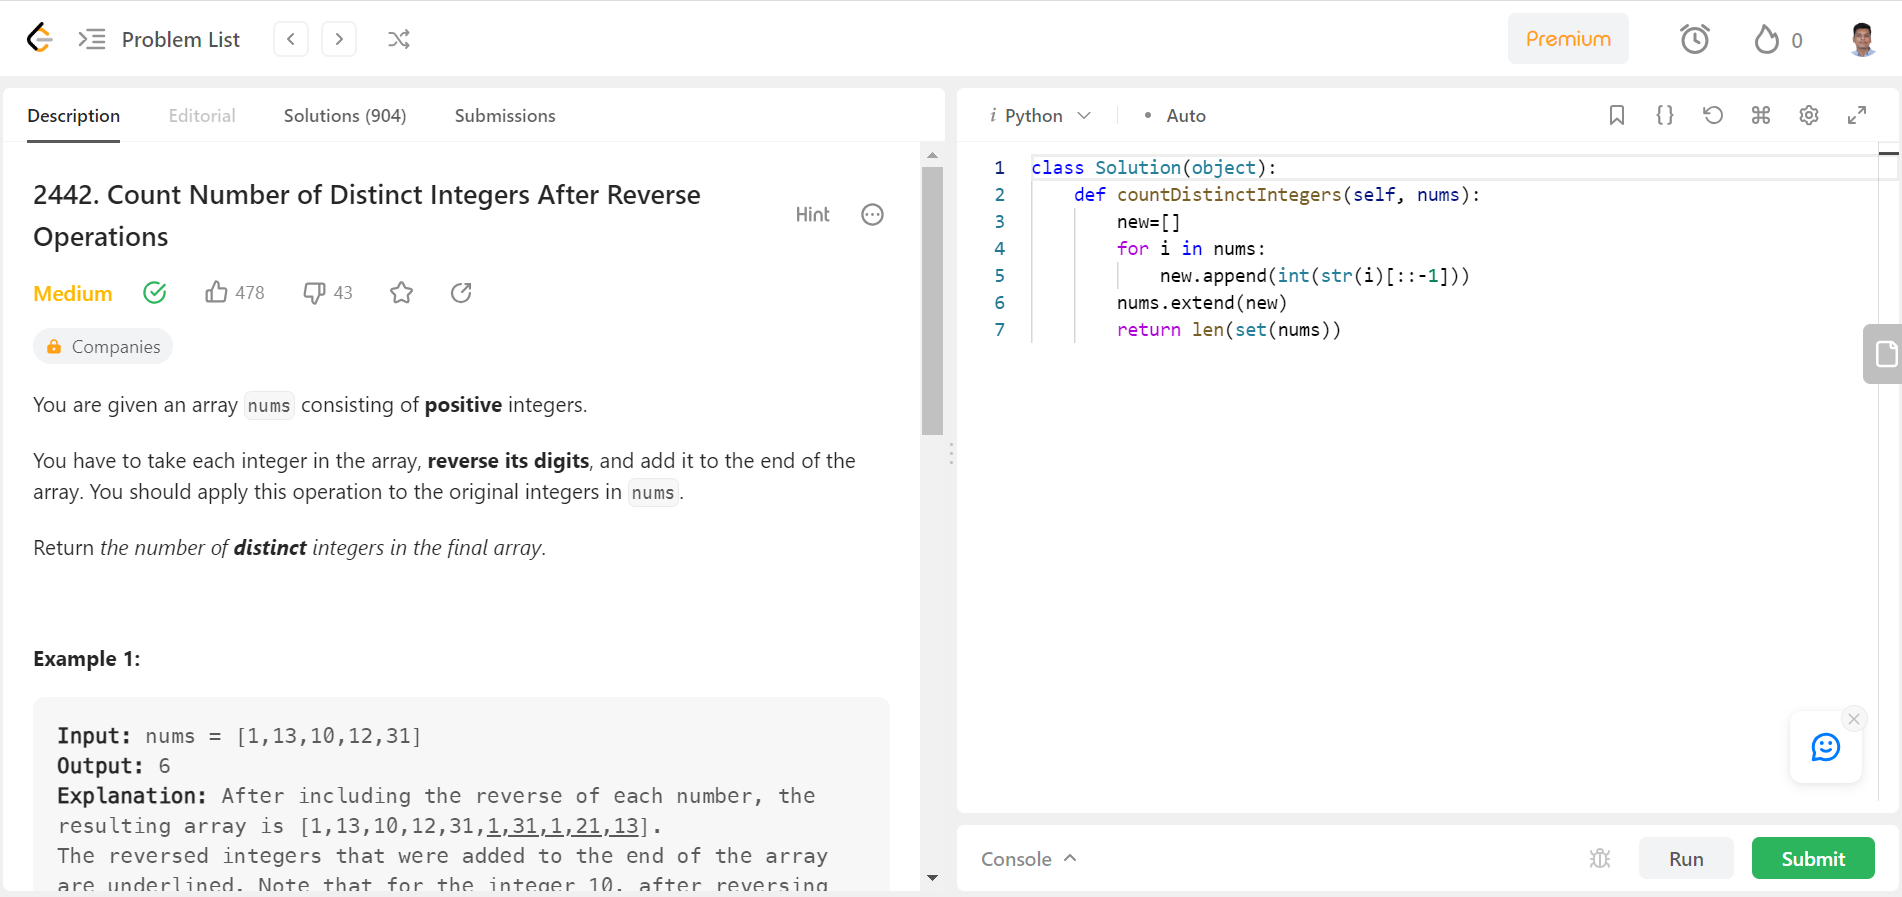 Problem List
Premium
0
Description
Editorial
Solutions (904)
Submissions
2442. Count Number of Distinct Integers After Reverse
Operations
Hint
Medium
478
43
Companies
You are given an array nums consisting of positive integers.
You have to take each integer in the array, reverse its digits, and add it to the end of the
array. You should apply this operation to the original integers in nums.
Return the number of distinct integers in the final array.
Example 1:
Input: nums = [1,13,10,12,31]
Output: 6
Explanation: After including the reverse of each number, the
resulting array is [1,13,10,12,31,1,31,1,21,13].
The reversed integers that were added to the end of the array
are underlined. Note that for the integer 10, after reversing
i Python
• Auto
{}
1 class Solution(object):
2     def countDistinctIntegers(self, nums):
3         new=[]
4         for i in nums:
5             new.append(int(str(i)[::-1]))
6         nums.extend(new)
7         return len(set(nums))
Console
Run
Submit